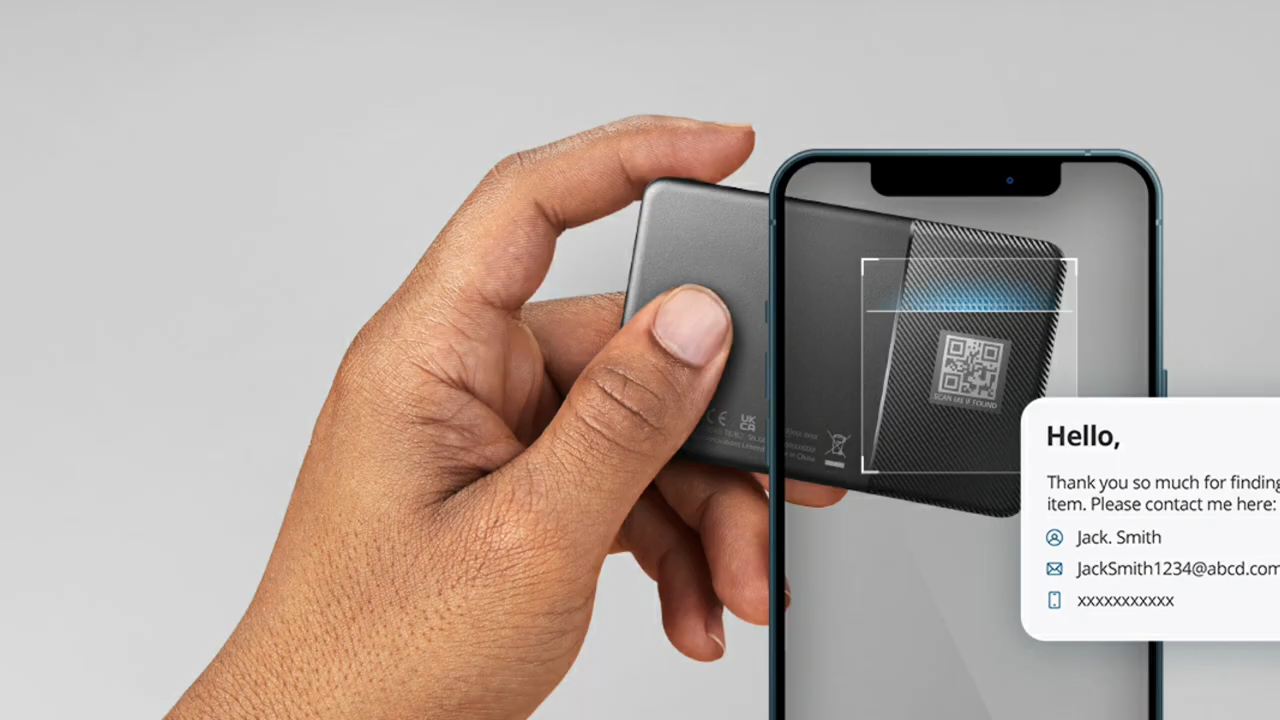 SCAN ME IF FOUND
CE UK
CA
Hello,
Thank you so much for finding
item. Please contact me here:
Jack. Smith
JackSmith1234@abcd.com
xxxxxxxxxxx